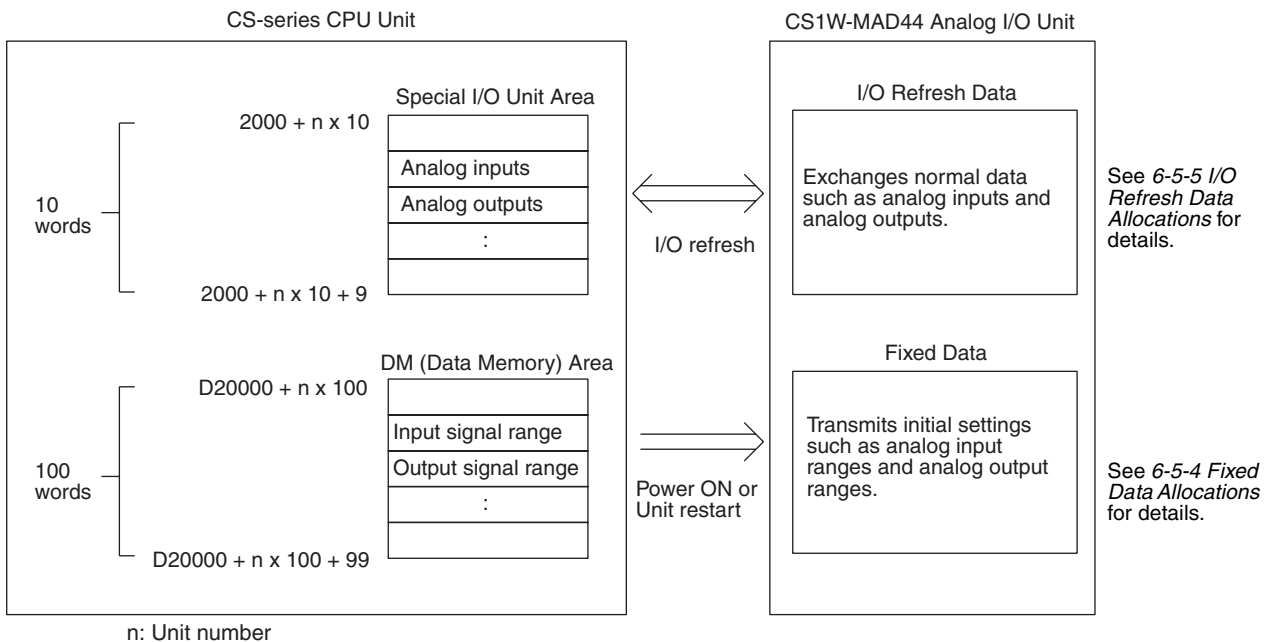 CS-series CPU Unit
CS1W-MAD44 Analog I/O Unit
Special I/O Unit Area
2000 + n x 10
Analog inputs
Analog outputs
:
10
words
2000 + n x 10 + 9
I/O refresh
I/O Refresh Data
Exchanges normal data
such as analog inputs and
analog outputs.
See 6-5-5 I/O
Refresh Data
Allocations for
details.
DM (Data Memory) Area
D20000 + n x 100
Input signal range
Output signal range
:
100
words
D20000 + n x 100 + 99
Power ON or
Unit restart
Fixed Data
Transmits initial settings
such as analog input
ranges and analog output
ranges.
See 6-5-4 Fixed
Data Allocations
for details.
n: Unit number